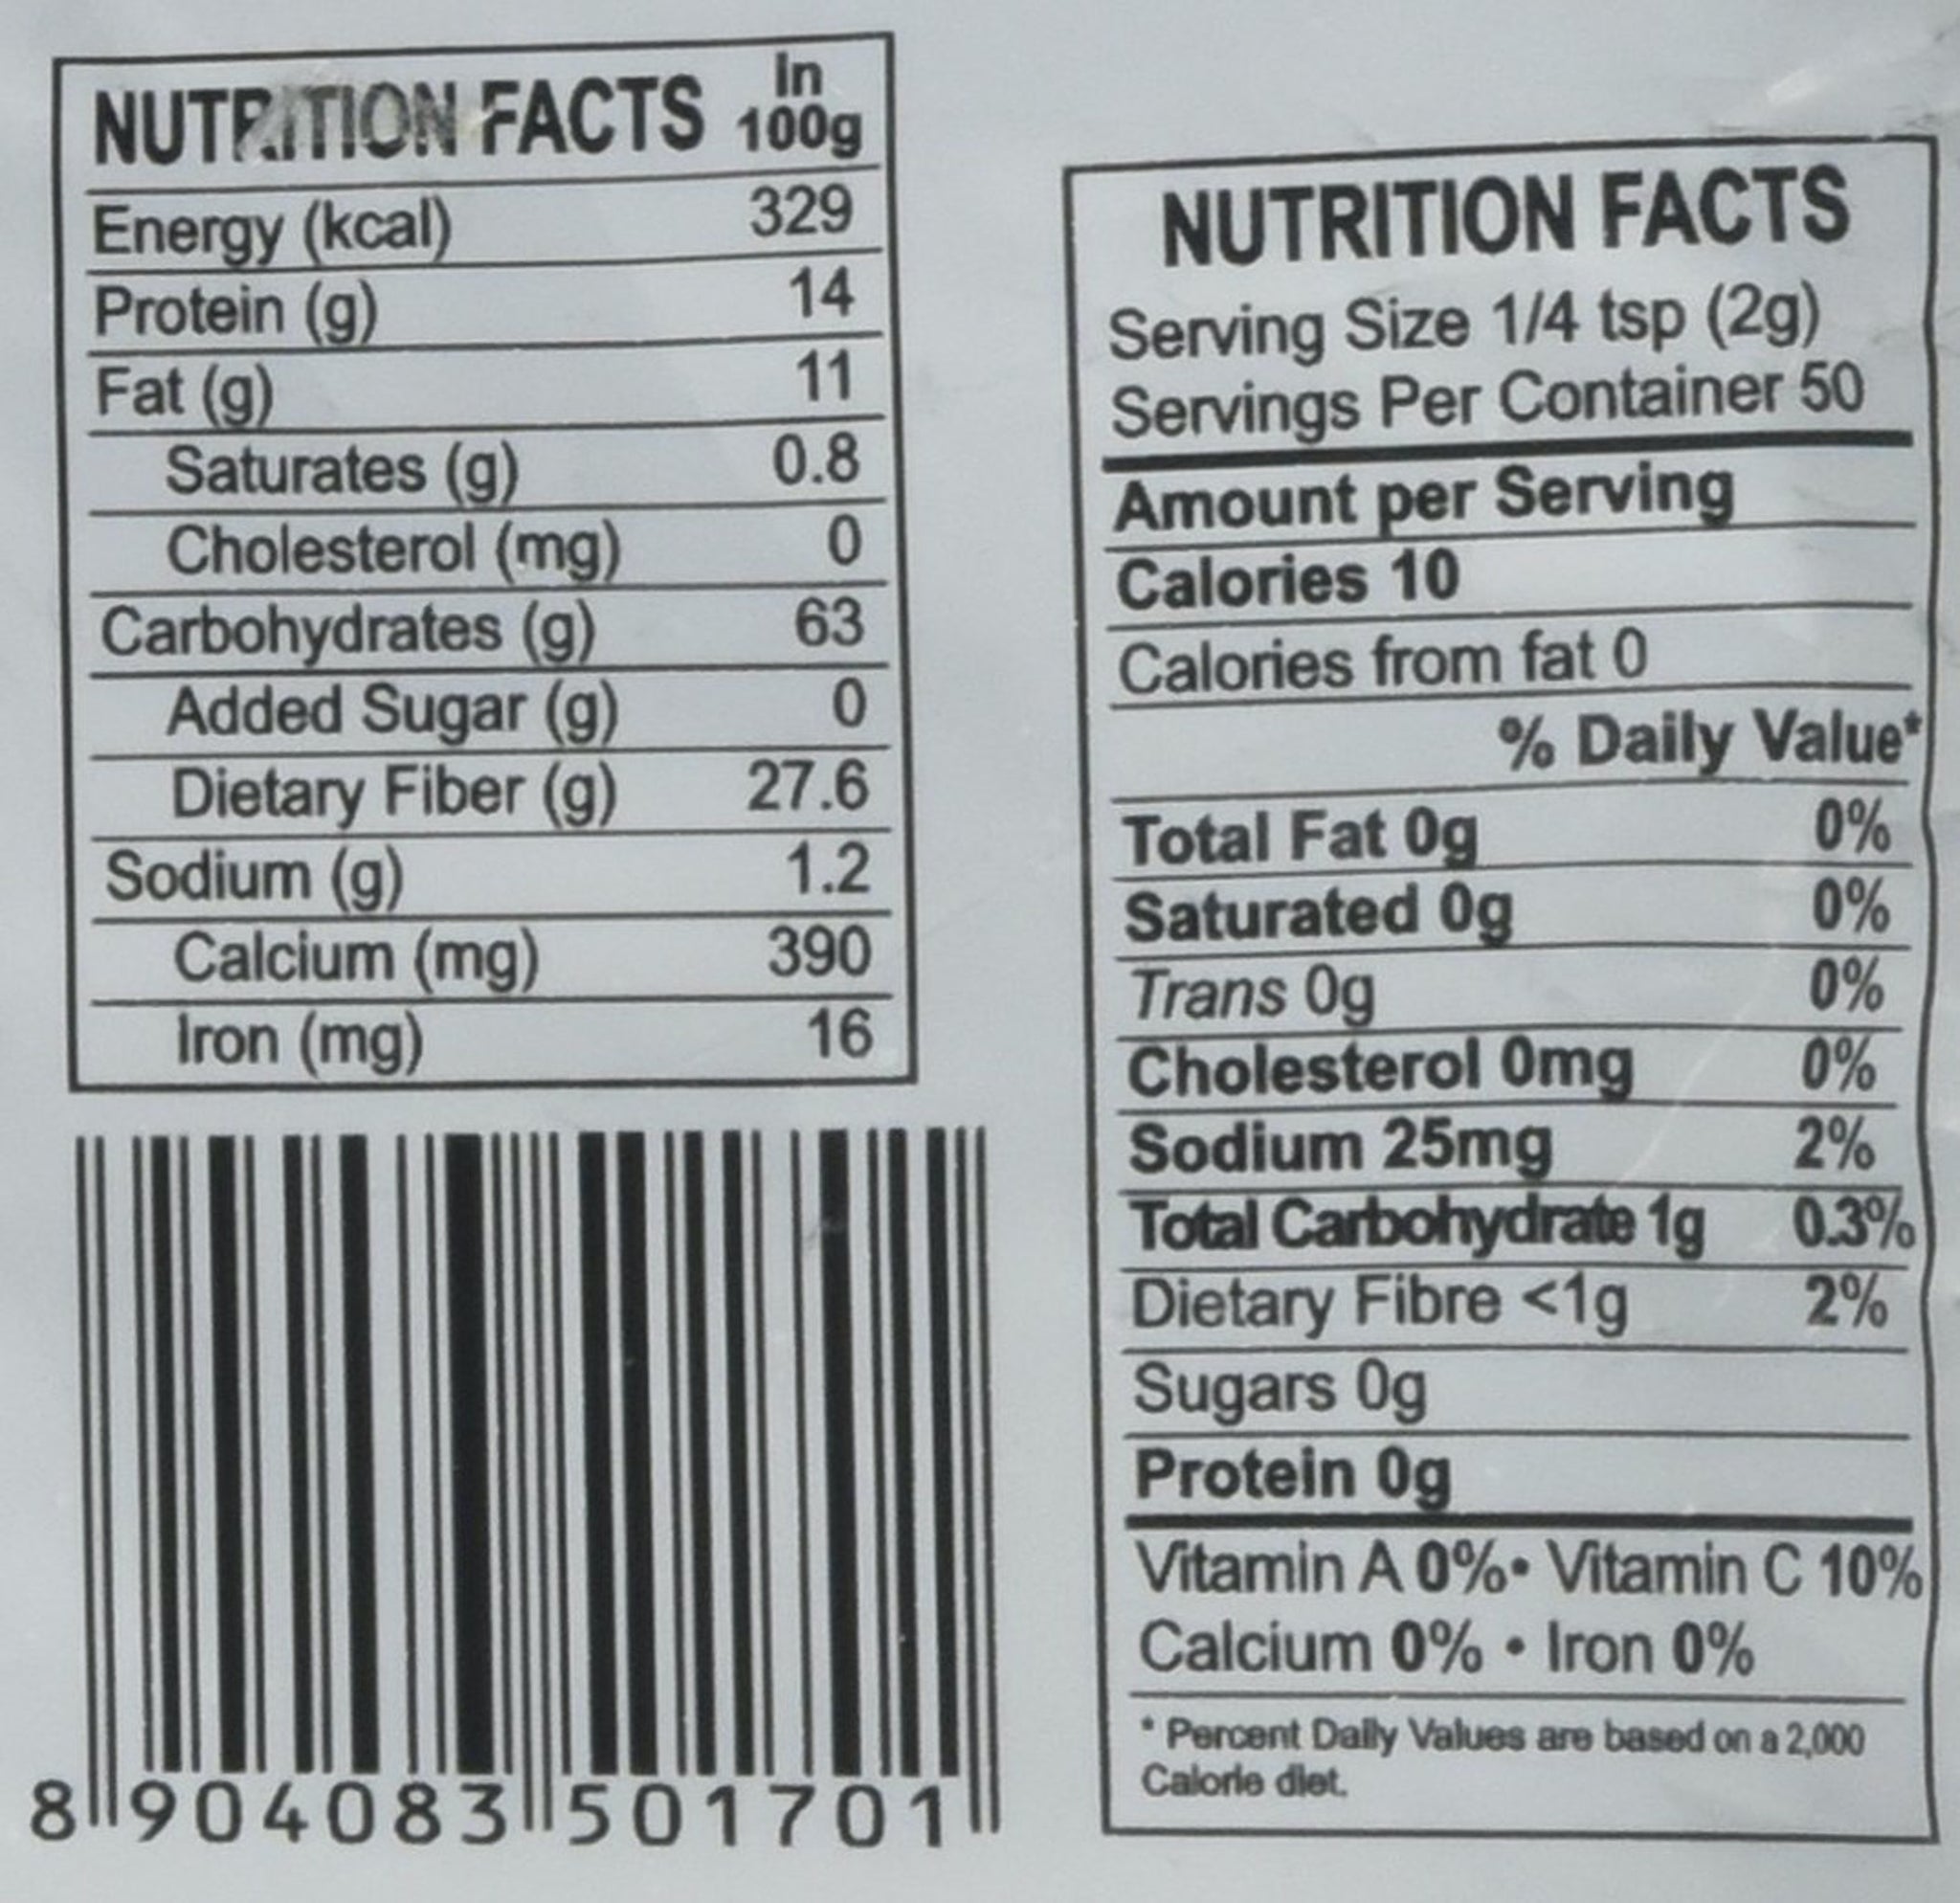 NUTRITION FACTS In 100g
Energy (kcal) 329
Protein (g) 14
Fat (g) 11
Saturates (g) 0.8
Cholesterol (mg) 0
Carbohydrates (g) 63
Added Sugar (g) 0
Dietary Fiber (g) 27.6
Sodium (g) 1.2
Calcium (mg) 390
Iron (mg) 16
8 904083 501701
NUTRITION FACTS
Serving Size 1/4 tsp (2g)
Servings Per Container 50
Amount per Serving
Calories 10
Calories from fat 0
% Daily Value*
Total Fat 0g 0%
Saturated 0g 0%
Trans 0g 0%
Cholesterol 0mg 0%
Sodium 25mg 2%
Total Carbohydrate 1g 0.3%
Dietary Fibre <1g 2%
Sugars 0g
Protein 0g
Vitamin A 0%• Vitamin C 10%
Calcium 0% • Iron 0%
* Percent Daily Values are based on a 2,000
Calorie diet.